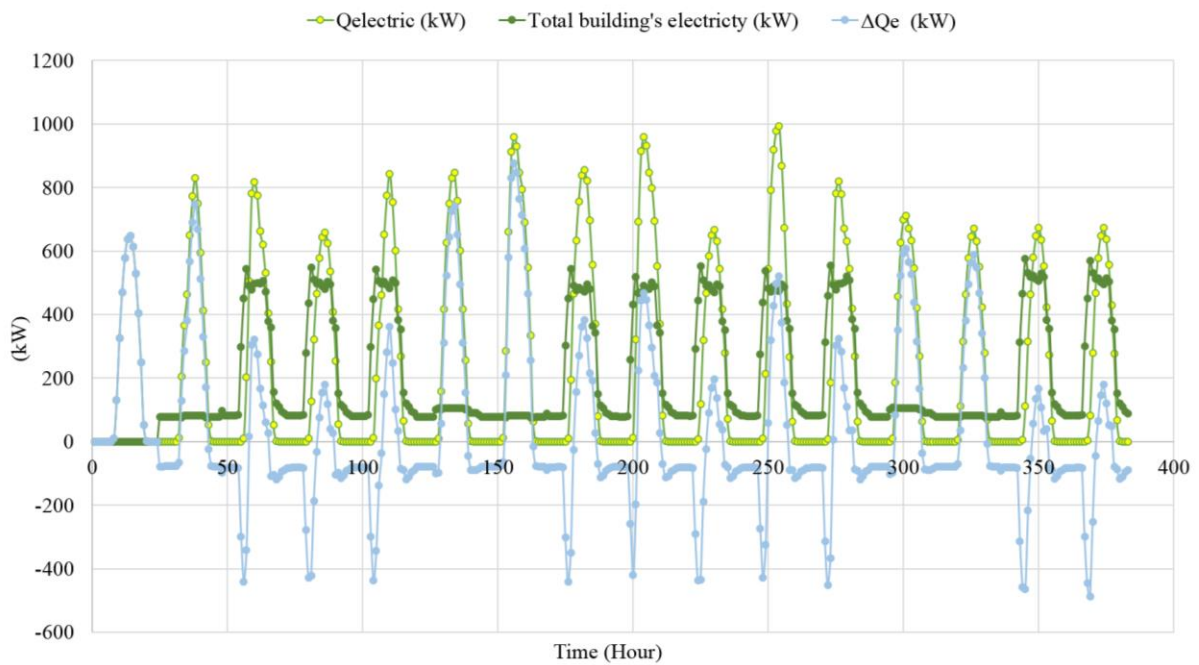 Qelectric (kW) Total building's electricty (kW) ΔQe (kW)
1200
1000
800
600
400
200
0
-200
-400
-600
0 50 100 150 200 250 300 350 400
(kW)
Time (Hour)